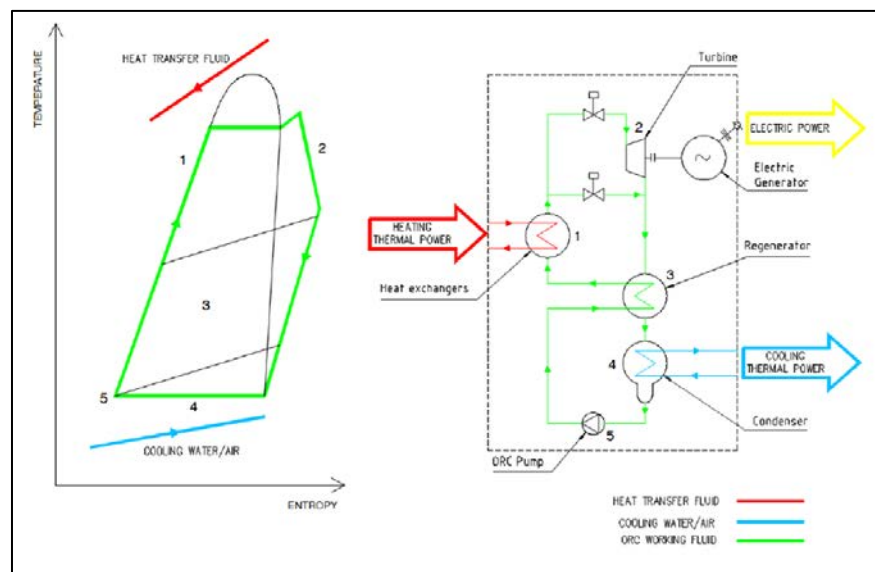 TEMPERATURE
HEAT TRANSFER FLUID
1
2
3
5
4
COOLING WATER/AIR
ENTROPY
Turbine
2
ELECTRIC POWER
Electric
Generator
HEATING
THERMAL POWER
1
Heat exchangers
Regenerator
3
4
COOLING
THERMAL POWER
Condenser
5
ORC Pump
HEAT TRANSFER FLUID
COOLING WATER/AIR
ORC WORKING FLUID